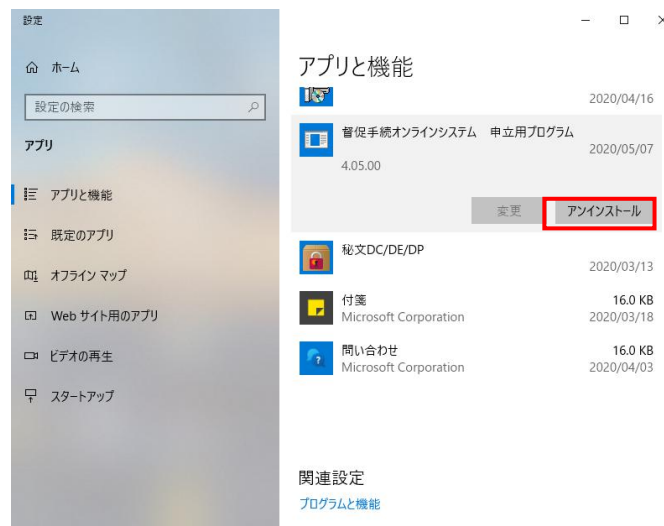 設定
ホーム
設定の検索
アプリ
アプリと機能
既定のアプリ
オフライン マップ
Web サイト用のアプリ
ビデオの再生
スタートアップ
アプリと機能
2020/04/16
督促手続オンラインシステム　申立用プログラム
2020/05/07
4.05.00
変更
アンインストール
秘文DC/DE/DP
2020/03/13
付箋
16.0 KB
Microsoft Corporation
2020/03/18
問い合わせ
16.0 KB
Microsoft Corporation
2020/04/03
関連設定
プログラムと機能